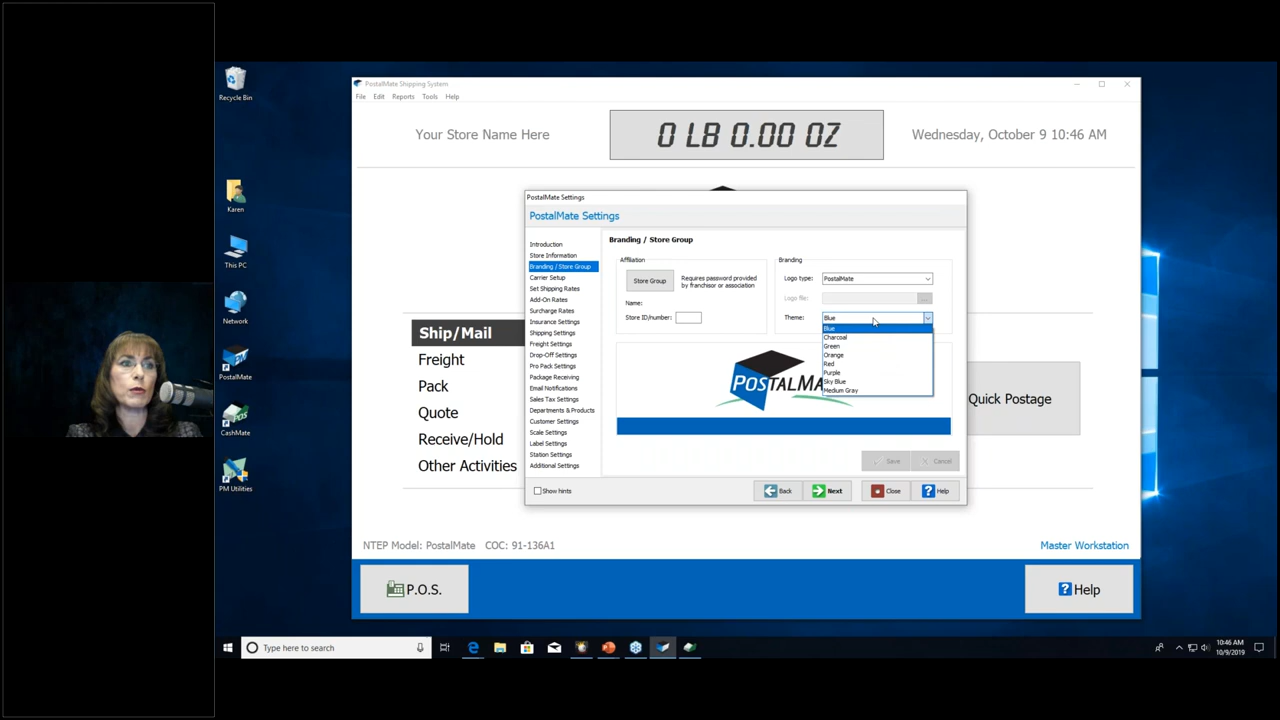 Recycle Bin
Karen
This PC
Network
PostalMate
CashMate
PM Utilities
PostalMate Shipping System
File Edit Reports Tools Help
Your Store Name Here
0 LB 0.00 OZ
Wednesday, October 9 10:46 AM
Ship/Mail
Freight
Pack
Quote
Receive/Hold
Other Activities
Quick Postage
PostalMate Settings
PostalMate Settings
Introduction
Store Information
Branding / Store Group
Carrier Setup
Set Shipping Rates
Add-On Rates
Surcharge Rates
Insurance Settings
Shipping Settings
Freight Settings
Drop-Off Settings
Pro Pack Settings
Package Receiving
Email Notifications
Sales Tax Settings
Departments & Products
Customer Settings
Scale Settings
Label Settings
Station Settings
Additional Settings
Branding / Store Group
Affiliation
Store Group
Requires password provided
by franchisor or association
Name:
Store ID/number:
Branding
Logo type: PostalMate
Logo file: ...
Theme: Blue
Blue
Charcoal
Green
Orange
Red
Purple
Sky Blue
Medium Gray
POSTALMA
Save Cancel
Show hints
Back Next Close Help
NTEP Model: PostalMate COC: 91-136A1
Master Workstation
P.O.S.
Help
Type here to search
10:46 AM
10/9/2019